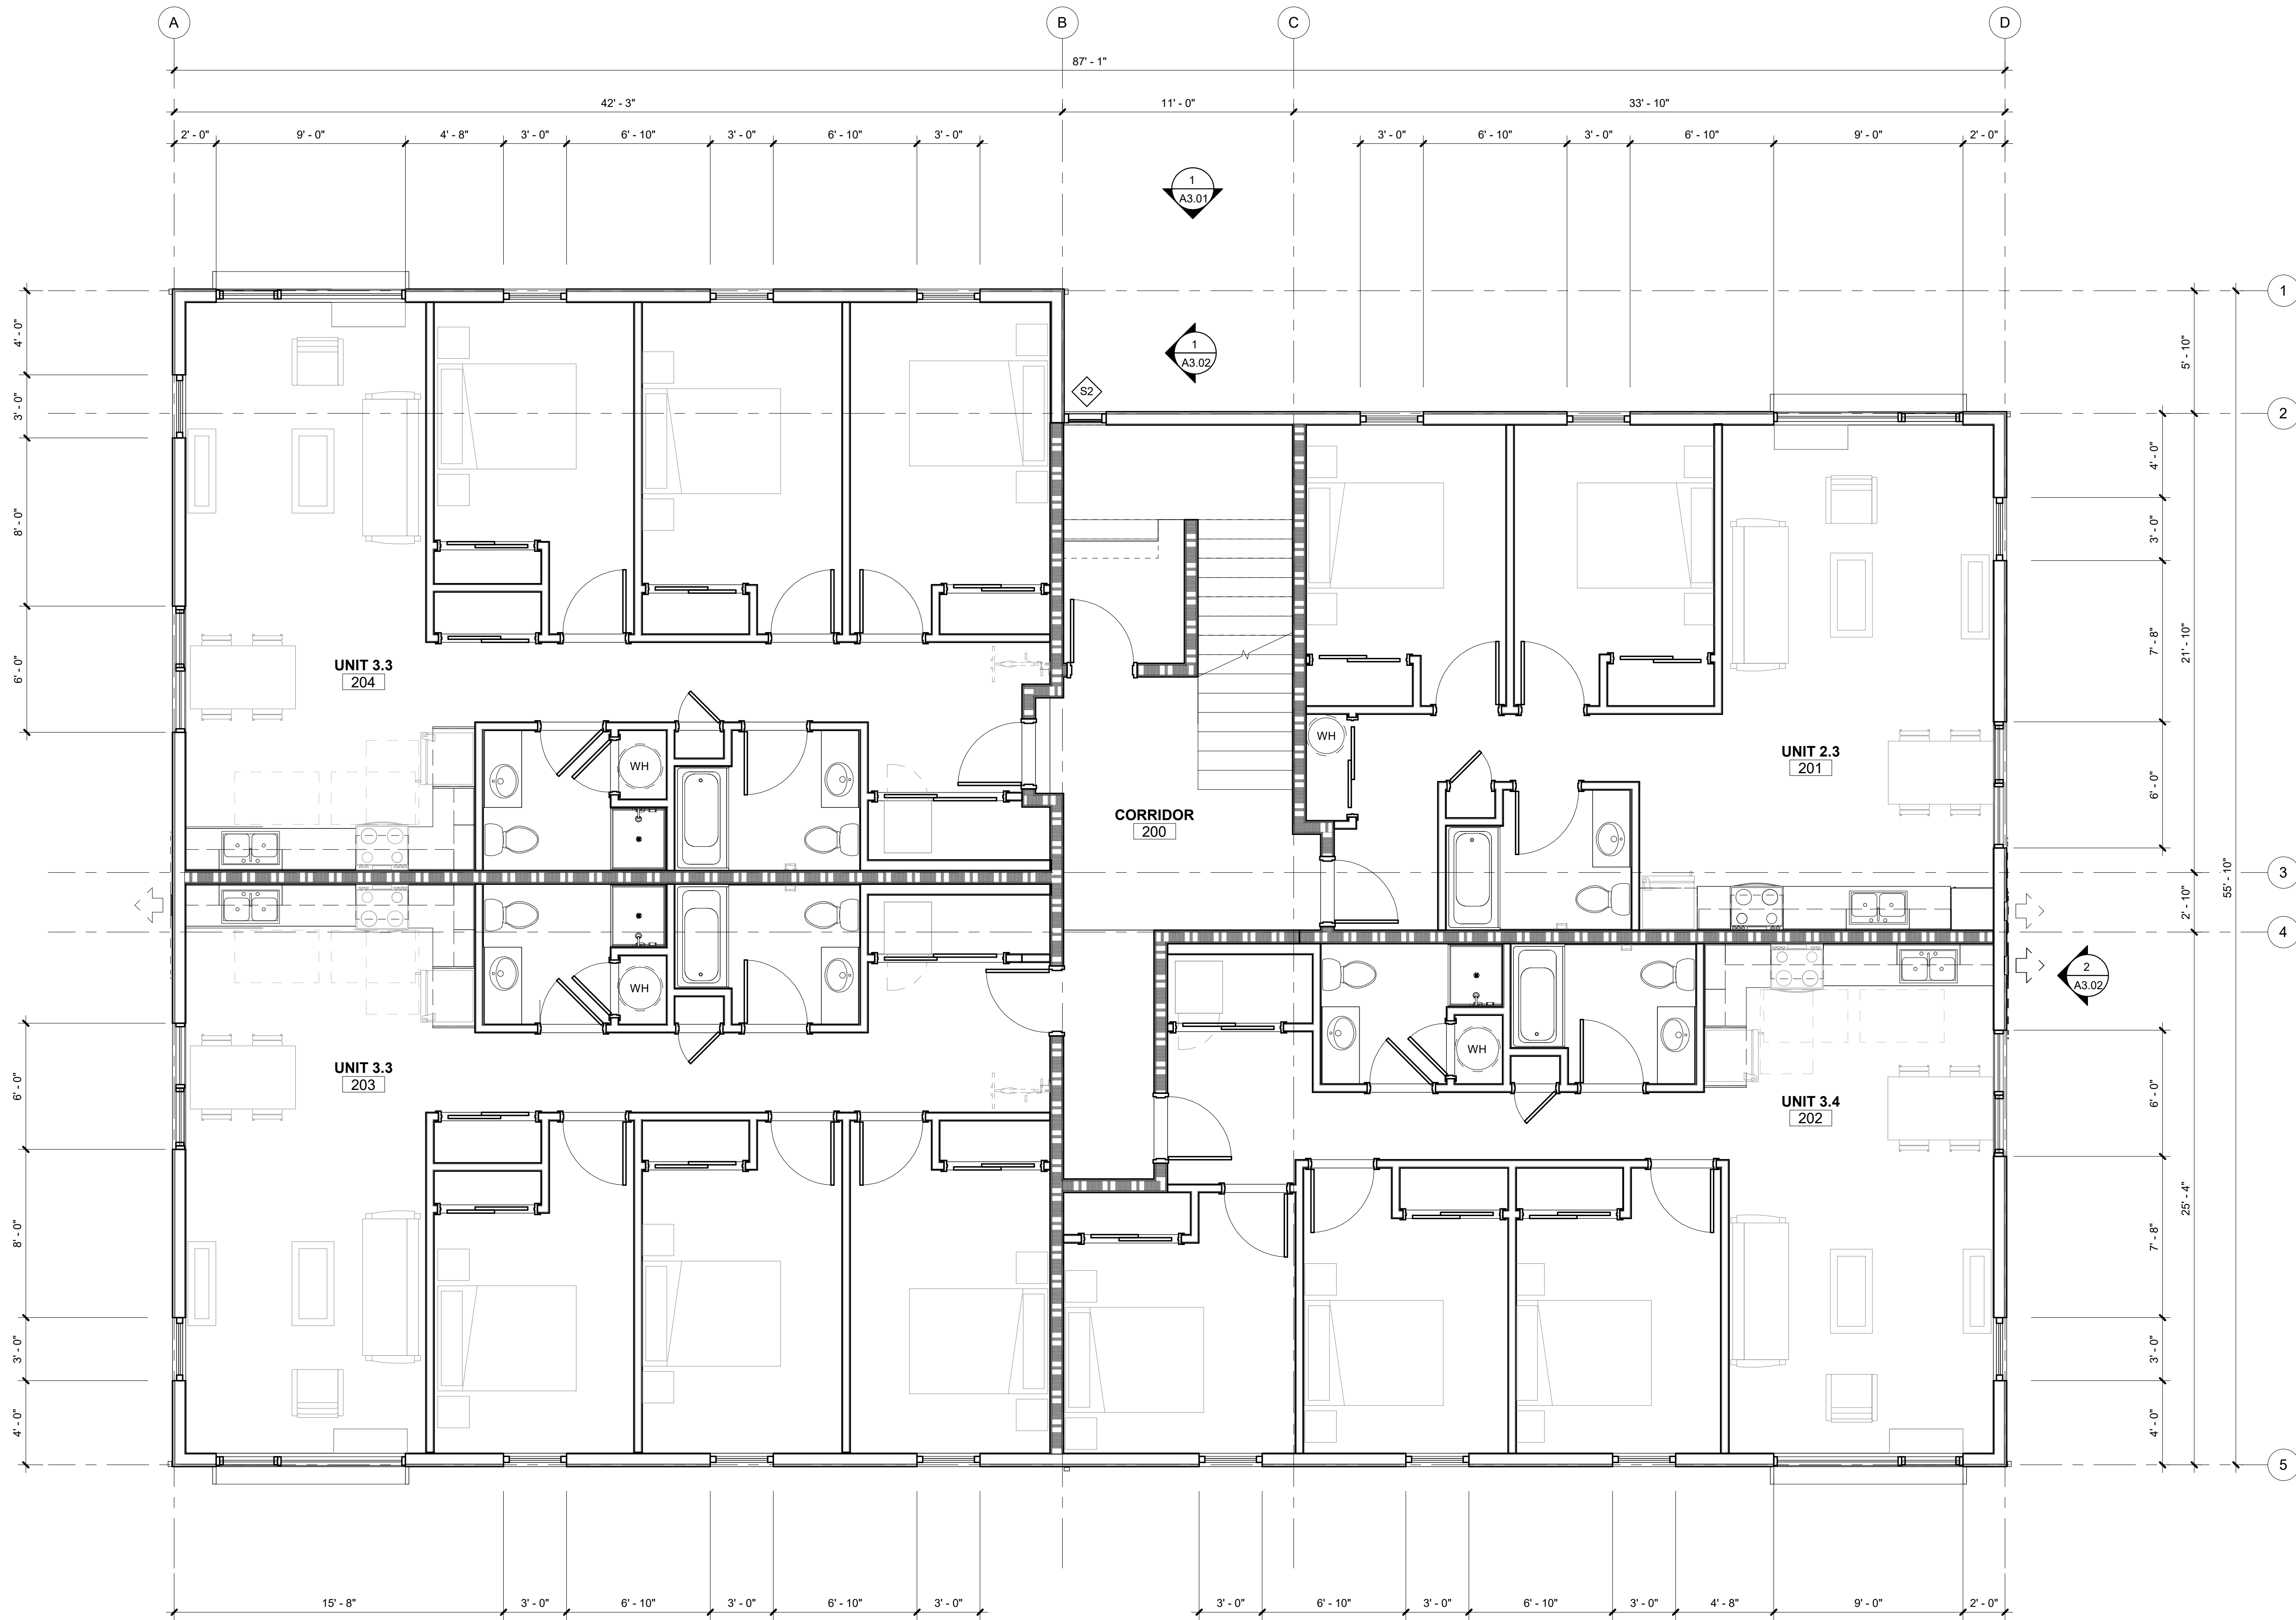 A
B
C
D
87' - 1"
42' - 3"
11' - 0"
33' - 10"
2' - 0"
9' - 0"
4' - 8"
3' - 0"
6' - 10"
3' - 0"
6' - 10"
3' - 0"
3' - 0"
6' - 10"
3' - 0"
6' - 10"
9' - 0"
2' - 0"
1
A3.01
1
1
A3.02
S2
2
4' - 0"
3' - 0"
8' - 0"
6' - 0"
5' - 10"
4' - 0"
3' - 0"
7' - 8"
21' - 10"
6' - 0"
UNIT 3.3
204
WH
WH
UNIT 2.3
201
CORRIDOR
200
3
55' - 10"
2' - 10"
4
2
A3.02
WH
WH
UNIT 3.3
203
UNIT 3.4
202
6' - 0"
8' - 0"
3' - 0"
4' - 0"
6' - 0"
25' - 4"
7' - 8"
3' - 0"
4' - 0"
5
15' - 8"
3' - 0"
6' - 10"
3' - 0"
6' - 10"
3' - 0"
3' - 0"
6' - 10"
3' - 0"
6' - 10"
3' - 0"
4' - 8"
9' - 0"
2' - 0"